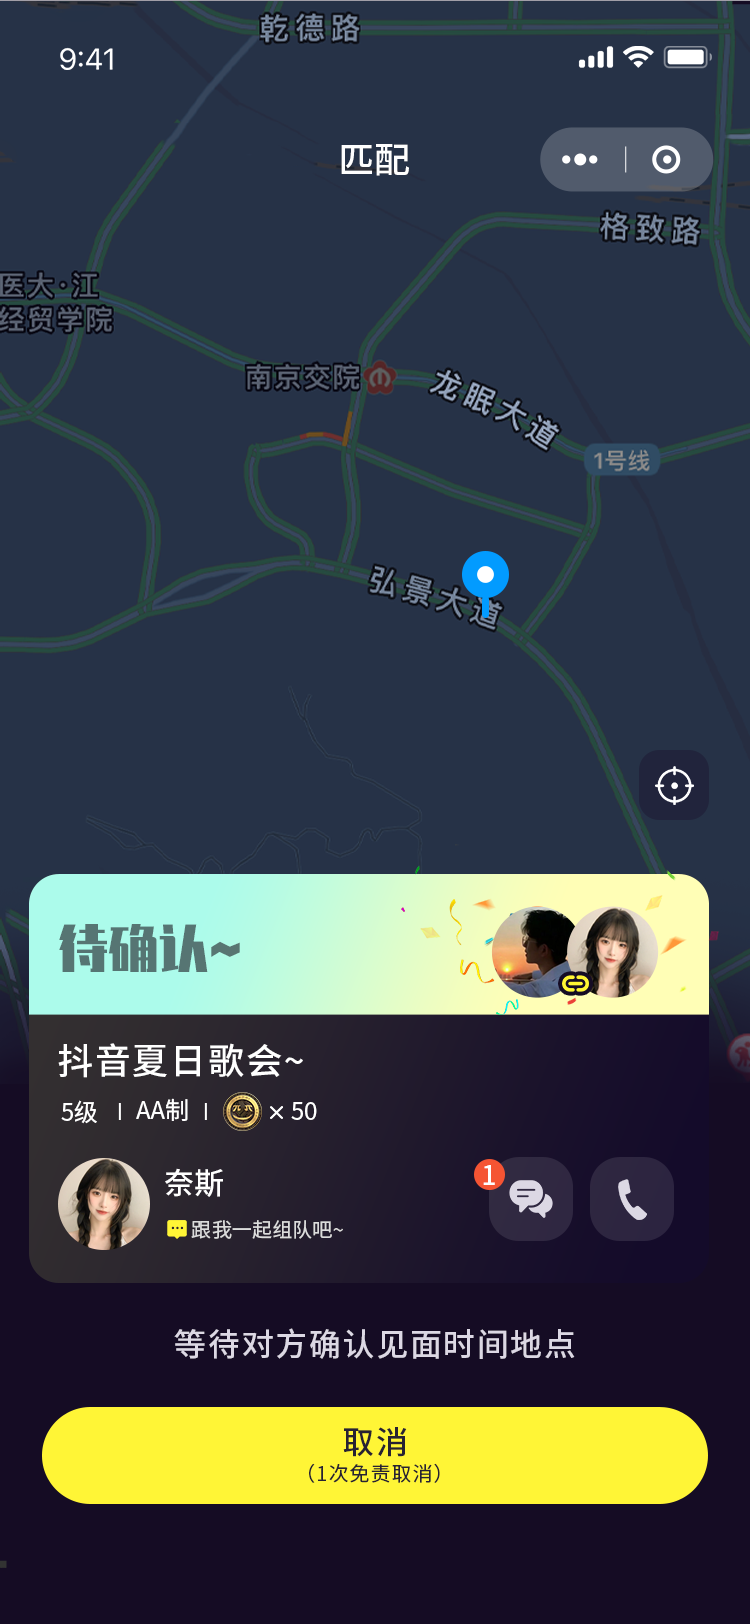 乾德路
9:41
匹配
格致路
医大·江
经贸学院
南京交院
龙眠大道
1号线
弘景大道
待确认~
抖音夏日歌会~
5级 | AA制 | × 50
奈斯
1
跟我一起组队吧~
等待对方确认见面时间地点
取消
（1次免责取消）